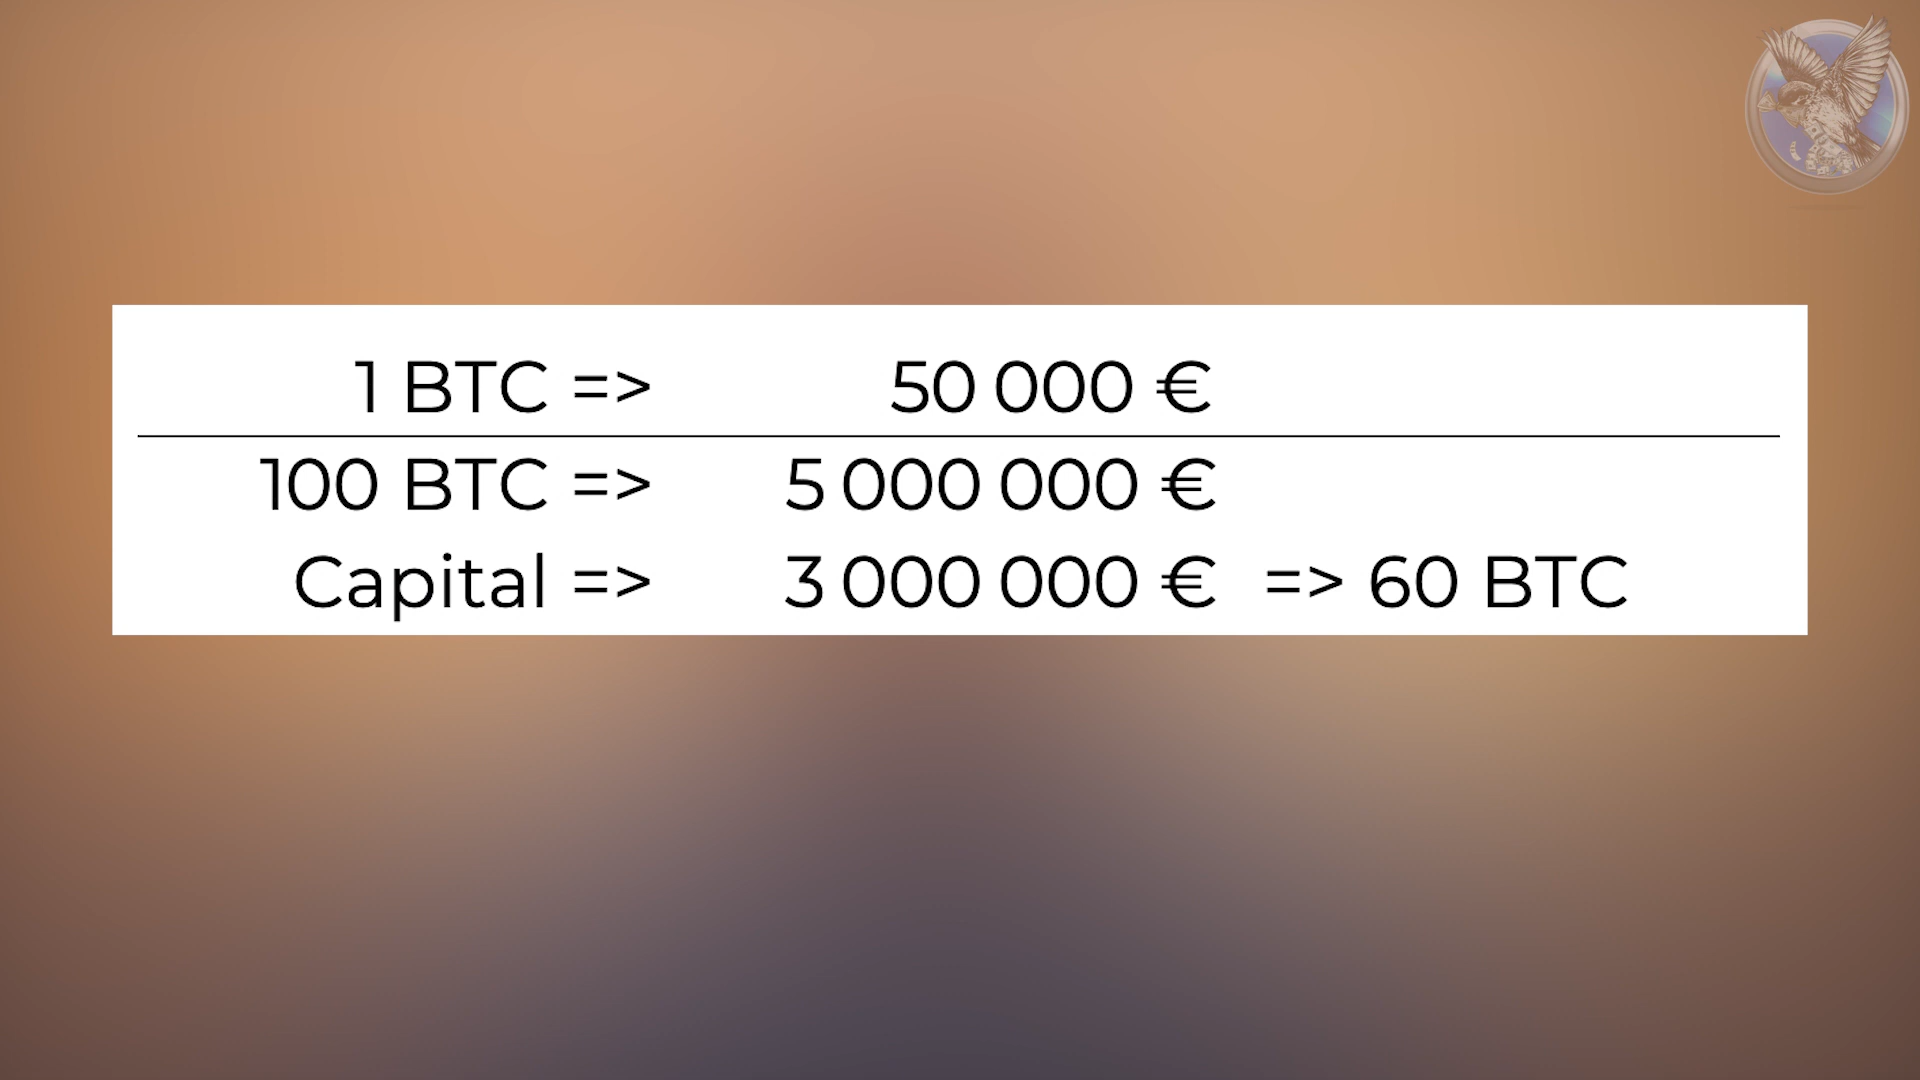 1 BTC => 50 000 €
100 BTC => 5 000 000 €
Capital => 3 000 000 € => 60 BTC